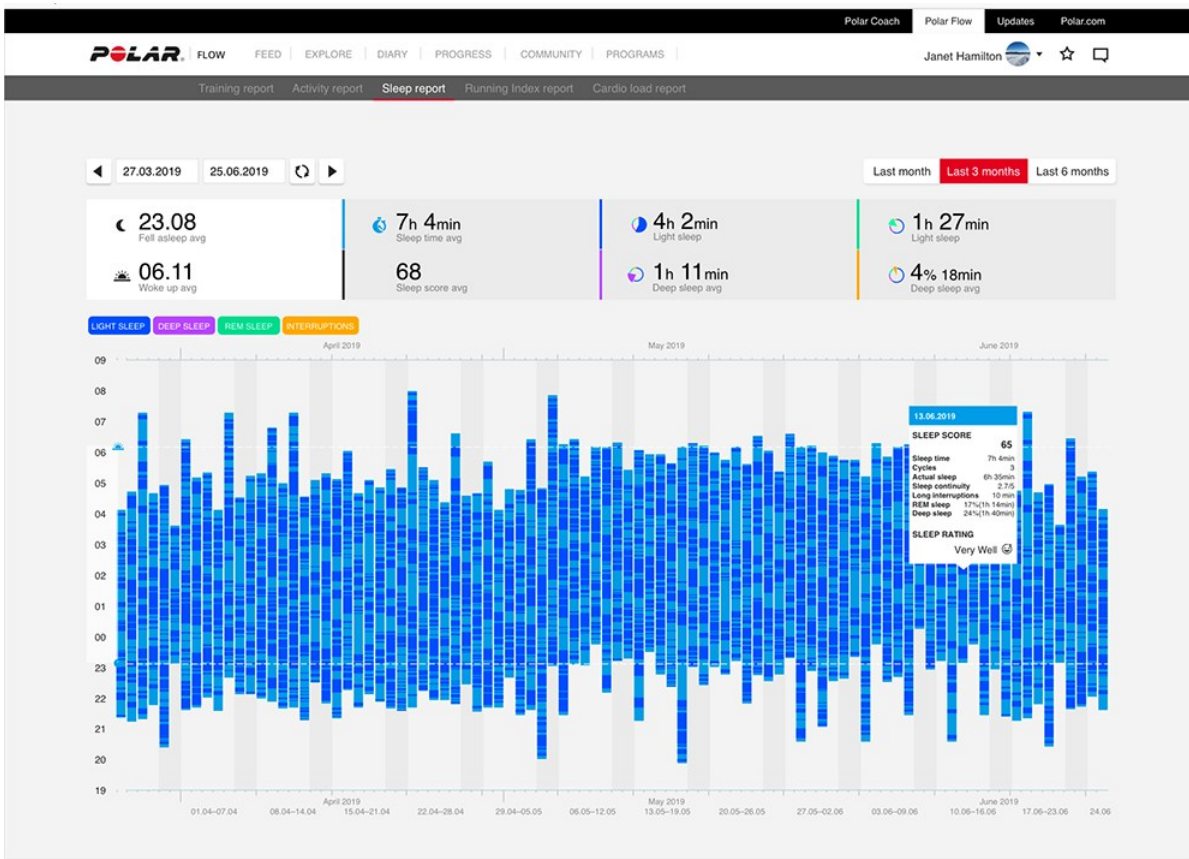 Polar Coach Polar Flow Updates Polar.com
POLAR. FLOW FEED EXPLORE DIARY PROGRESS COMMUNITY PROGRAMS Janet Hamilton
Training report Activity report Sleep report Running Index report Cardio load report
27.03.2019 25.06.2019 Last month Last 3 months Last 6 months
23.08 7h 4min 4h 2min 1h 27min
Fell asleep avg Sleep time avg Light sleep Light sleep
06.11 68 1h 11min 4% 18min
Woke up avg Sleep score avg Deep sleep avg Deep sleep avg
LIGHT SLEEP DEEP SLEEP REM SLEEP INTERRUPTIONS
April 2019 May 2019 June 2019
09
08
07
06
05
04
03
02
01
00
23
22
21
20
19
13.06.2019
SLEEP SCORE
65
Sleep time 7h 4min
Cycles 3
Actual sleep 6h 35min
Sleep continuity 2.7/5
Long interruptions 10 min
REM sleep 17%(1h 14min)
Deep sleep 24%(1h 40min)
SLEEP RATING
Very Well
April 2019 May 2019 June 2019
01.04–07.04 08.04–14.04 15.04–21.04 22.04–28.04 29.04–05.05 06.05–12.05 13.05–19.05 20.05–26.05 27.05–02.06 03.06–09.06 10.06–16.06 17.06–23.06 24.06